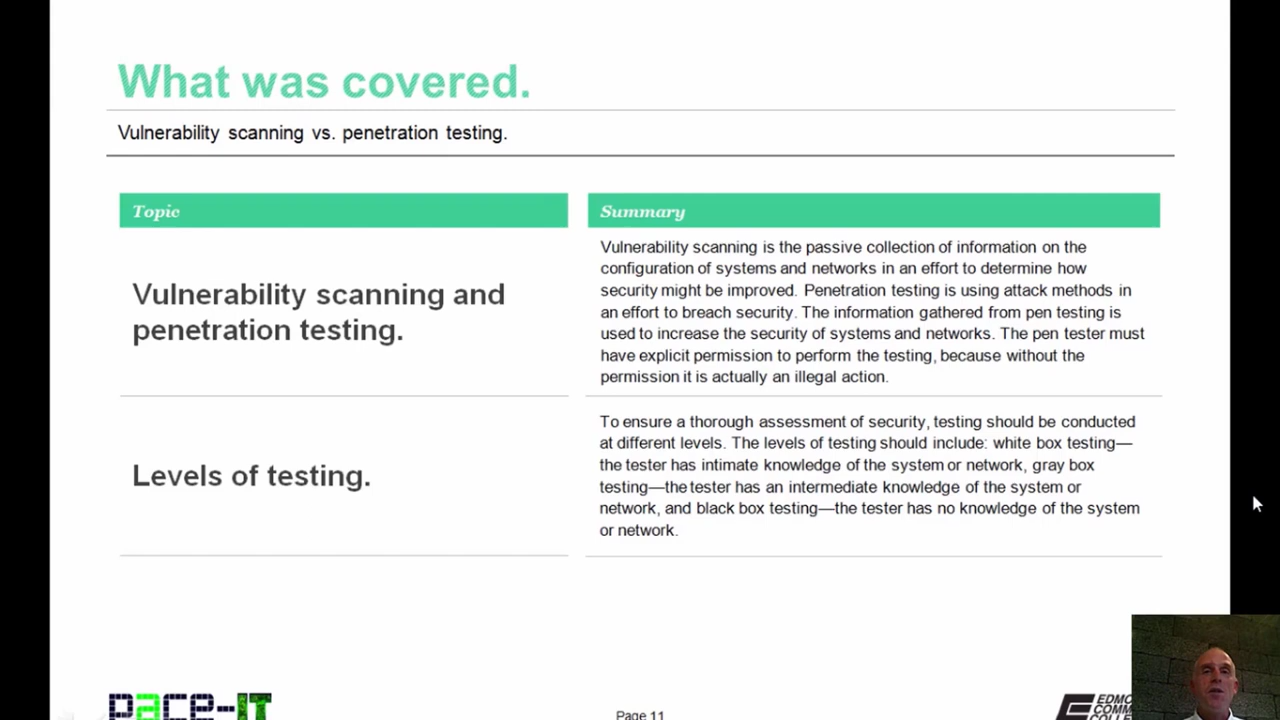 What was covered.
Vulnerability scanning vs. penetration testing.
Topic
Summary
Vulnerability scanning and
penetration testing.
Vulnerability scanning is the passive collection of information on the
configuration of systems and networks in an effort to determine how
security might be improved. Penetration testing is using attack methods in
an effort to breach security. The information gathered from pen testing is
used to increase the security of systems and networks. The pen tester must
have explicit permission to perform the testing, because without the
permission it is actually an illegal action.
Levels of testing.
To ensure a thorough assessment of security, testing should be conducted
at different levels. The levels of testing should include: white box testing—
the tester has intimate knowledge of the system or network, gray box
testing—the tester has an intermediate knowledge of the system or
network, and black box testing—the tester has no knowledge of the system
or network.
pace-IT
Page 11